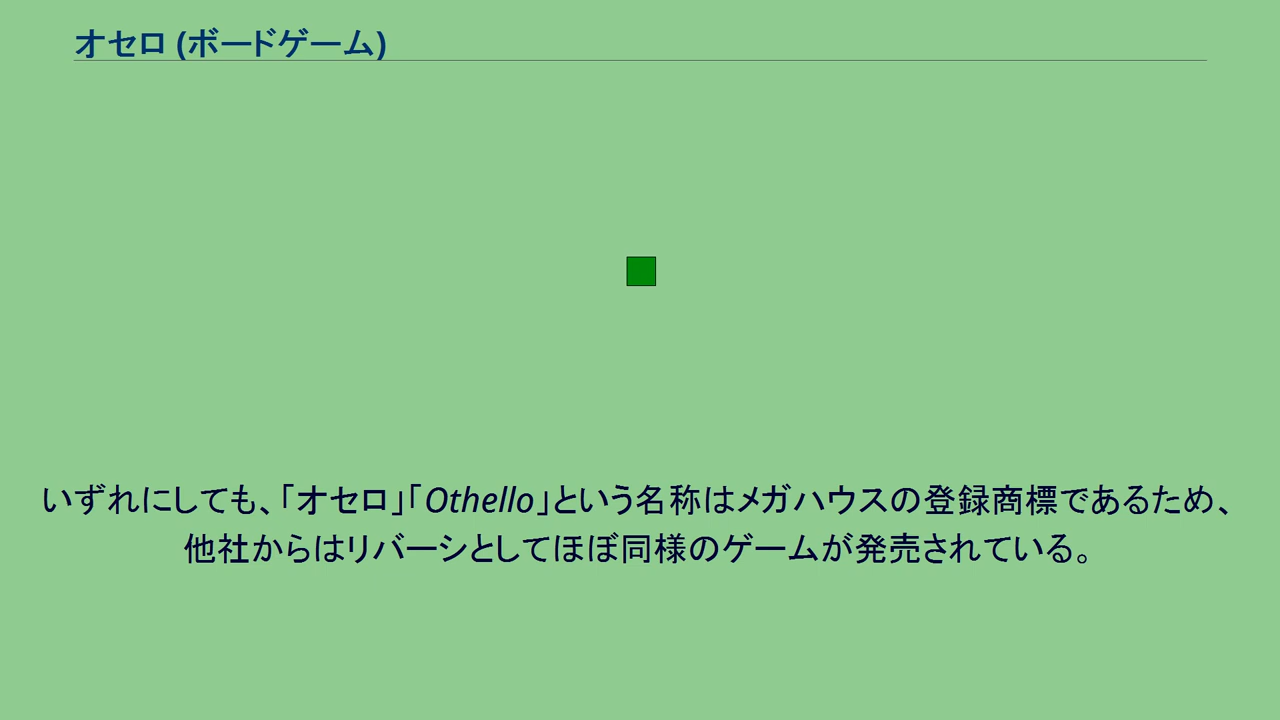 オセロ (ボードゲーム)
いずれにしても、「オセロ」「Othello」という名称はメガハウスの登録商標であるため、
他社からはリバーシとしてほぼ同様のゲームが発売されている。